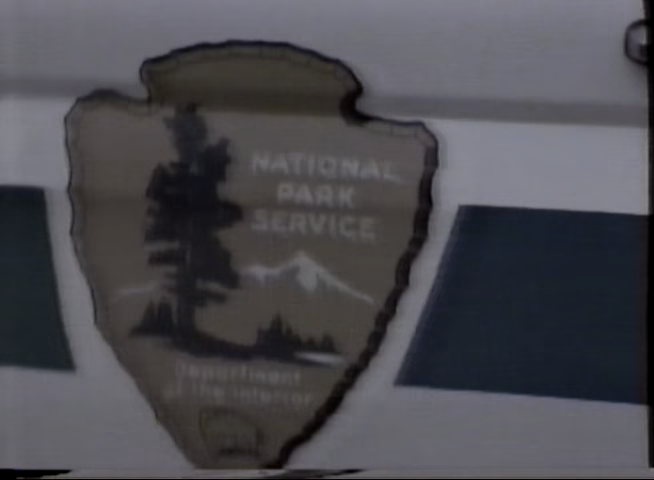 NATIONAL
PARK
SERVICE
Department
of the Interior